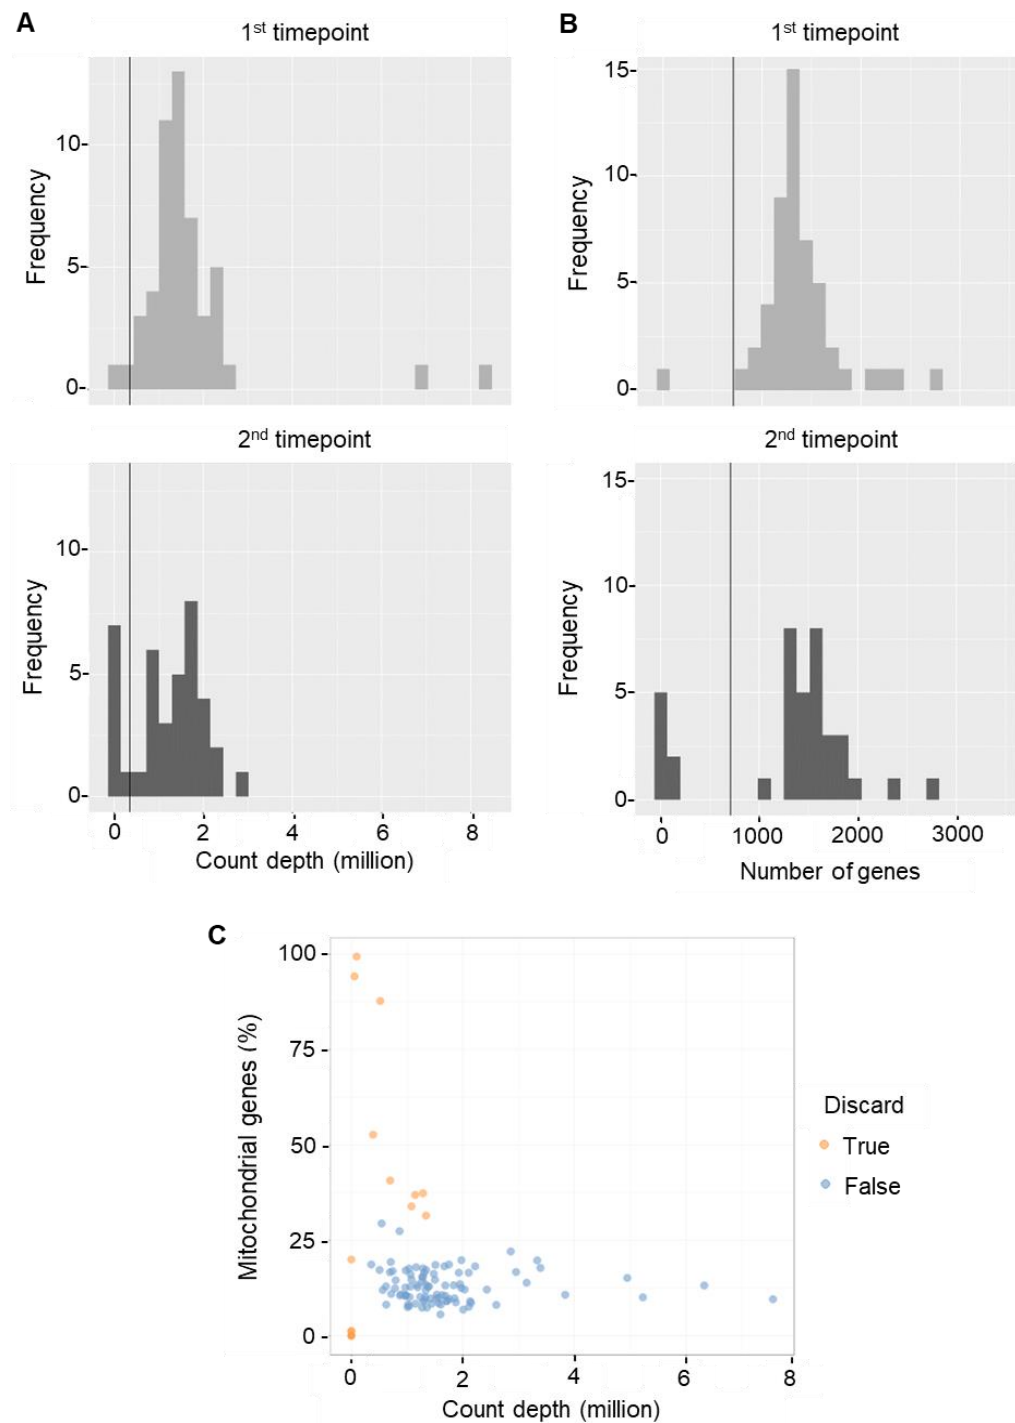 A
B
1st timepoint
1st timepoint
Frequency
10-
5-
0-
Frequency
15-
10-
5-
0-
2nd timepoint
2nd timepoint
Frequency
10-
5-
0-
0 2 4 6 8
Count depth (million)
Frequency
15-
10-
5-
0-
0 1000 2000 3000
Number of genes
C
Mitochondrial genes (%)
100
75
50
25
0
0 2 4 6 8
Count depth (million)
Discard
True
False